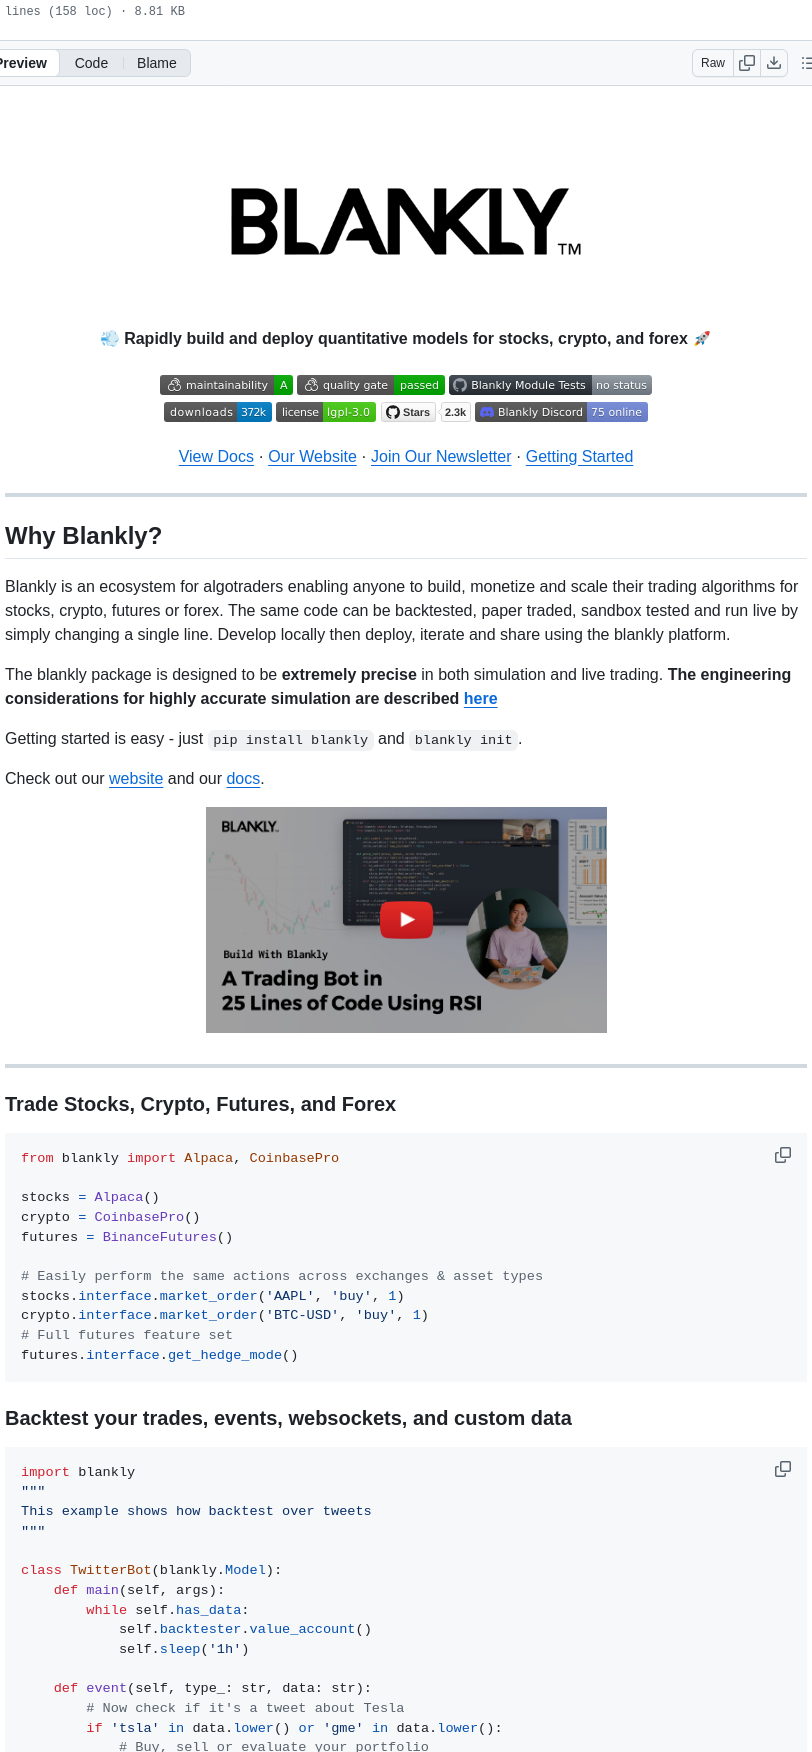 lines (158 loc) · 8.81 KB
Preview Code Blame Raw
BLANKLY™
💨 Rapidly build and deploy quantitative models for stocks, crypto, and forex 🚀
maintainability A quality gate passed Blankly Module Tests no status
downloads 372k license lgpl-3.0 Stars 2.3k Blankly Discord 75 online
View Docs · Our Website · Join Our Newsletter · Getting Started
Why Blankly?
Blankly is an ecosystem for algotraders enabling anyone to build, monetize and scale their trading algorithms for
stocks, crypto, futures or forex. The same code can be backtested, paper traded, sandbox tested and run live by
simply changing a single line. Develop locally then deploy, iterate and share using the blankly platform.
The blankly package is designed to be extremely precise in both simulation and live trading. The engineering
considerations for highly accurate simulation are described here
Getting started is easy - just pip install blankly and blankly init.
Check out our website and our docs.
BLANKLY™
Build With Blankly
A Trading Bot in
25 Lines of Code Using RSI
Trade Stocks, Crypto, Futures, and Forex
from blankly import Alpaca, CoinbasePro
stocks = Alpaca()
crypto = CoinbasePro()
futures = BinanceFutures()
# Easily perform the same actions across exchanges & asset types
stocks.interface.market_order('AAPL', 'buy', 1)
crypto.interface.market_order('BTC-USD', 'buy', 1)
# Full futures feature set
futures.interface.get_hedge_mode()
Backtest your trades, events, websockets, and custom data
import blankly
"""
This example shows how backtest over tweets
"""
class TwitterBot(blankly.Model):
    def main(self, args):
        while self.has_data:
            self.backtester.value_account()
            self.sleep('1h')
    def event(self, type_: str, data: str):
        # Now check if it's a tweet about Tesla
        if 'tsla' in data.lower() or 'gme' in data.lower():
            # Buy, sell or evaluate your portfolio